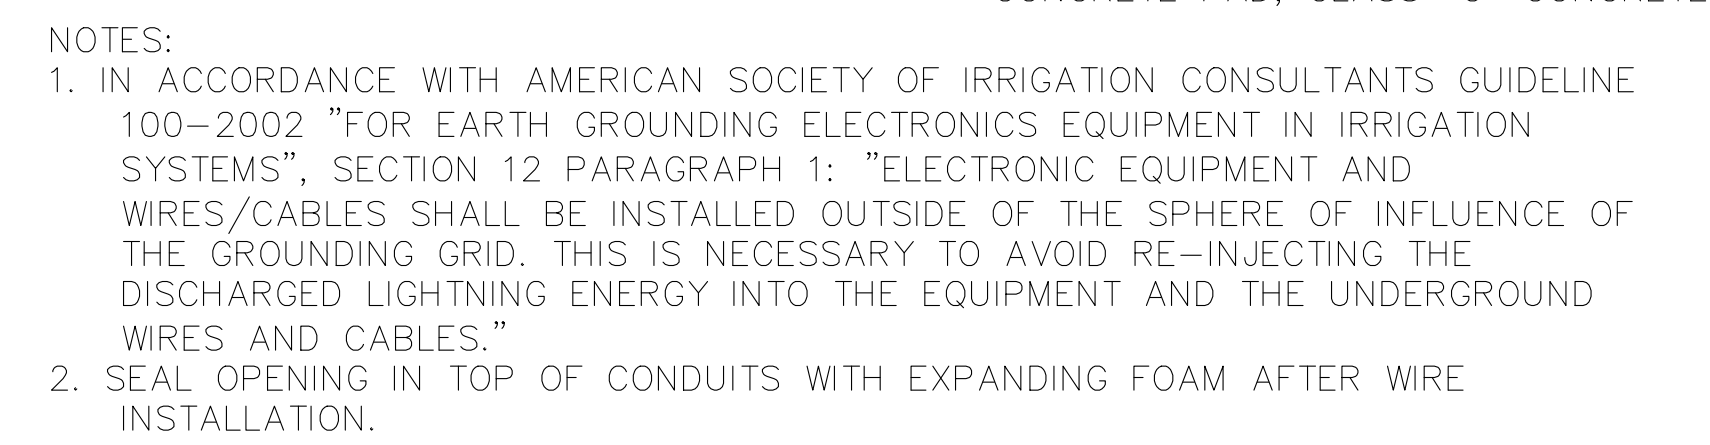 CONCRETE PAD, CLASS "C" CONCRETE
NOTES:
1. IN ACCORDANCE WITH AMERICAN SOCIETY OF IRRIGATION CONSULTANTS GUIDELINE
100-2002 "FOR EARTH GROUNDING ELECTRONICS EQUIPMENT IN IRRIGATION
SYSTEMS", SECTION 12 PARAGRAPH 1: "ELECTRONIC EQUIPMENT AND
WIRES/CABLES SHALL BE INSTALLED OUTSIDE OF THE SPHERE OF INFLUENCE OF
THE GROUNDING GRID. THIS IS NECESSARY TO AVOID RE-INJECTING THE
DISCHARGED LIGHTNING ENERGY INTO THE EQUIPMENT AND THE UNDERGROUND
WIRES AND CABLES."
2. SEAL OPENING IN TOP OF CONDUITS WITH EXPANDING FOAM AFTER WIRE
INSTALLATION.